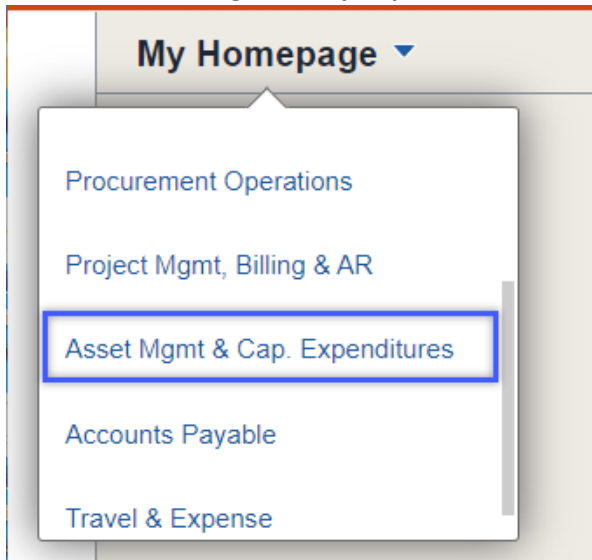 My Homepage
Procurement Operations
Project Mgmt, Billing & AR
Asset Mgmt & Cap. Expenditures
Accounts Payable
Travel & Expense